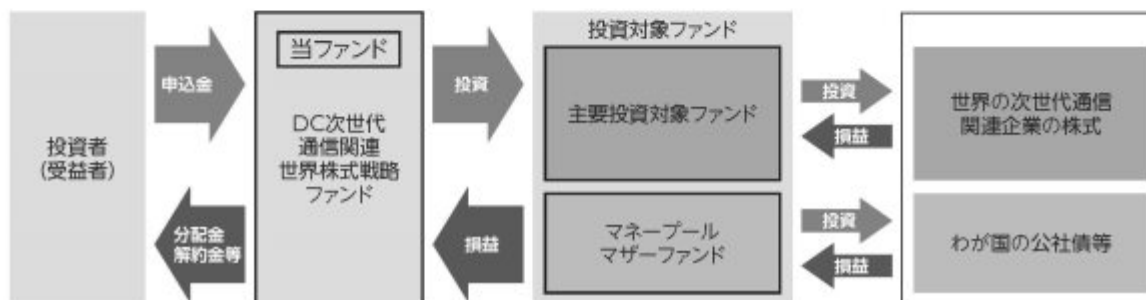 投資者
(受益者)
申込金
分配金
解約金等
当ファンド
DC次世代
通信関連
世界株式戦略
ファンド
投資
損益
投資対象ファンド
主要投資対象ファンド
マネープール
マザーファンド
投資
損益
投資
損益
世界の次世代通信
関連企業の株式
わが国の公社債等